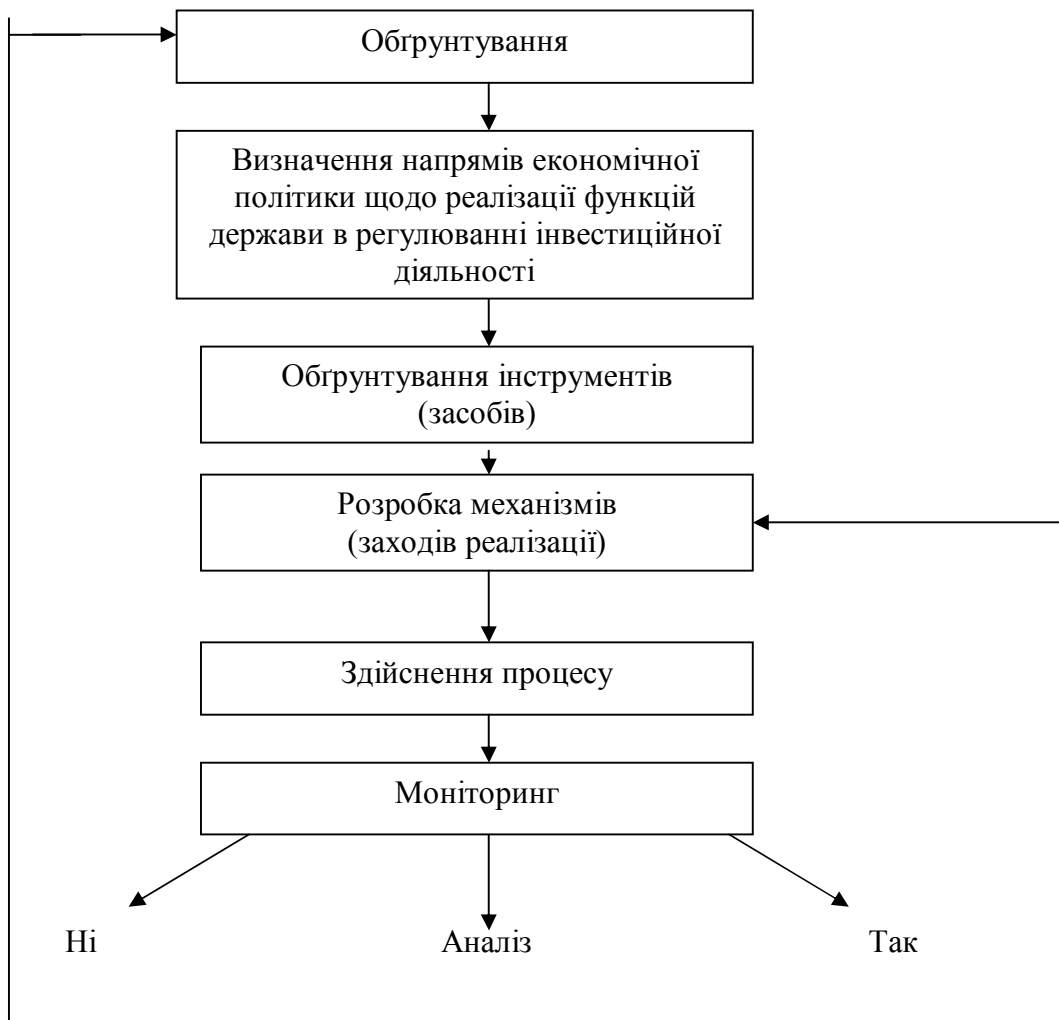 Обґрунтування
Визначення напрямів економічної
політики щодо реалізації функцій
держави в регулюванні інвестиційної
діяльності
Обґрунтування інструментів
(засобів)
Розробка механізмів
(заходів реалізації)
Здійснення процесу
Моніторинг
Ні
Аналіз
Так